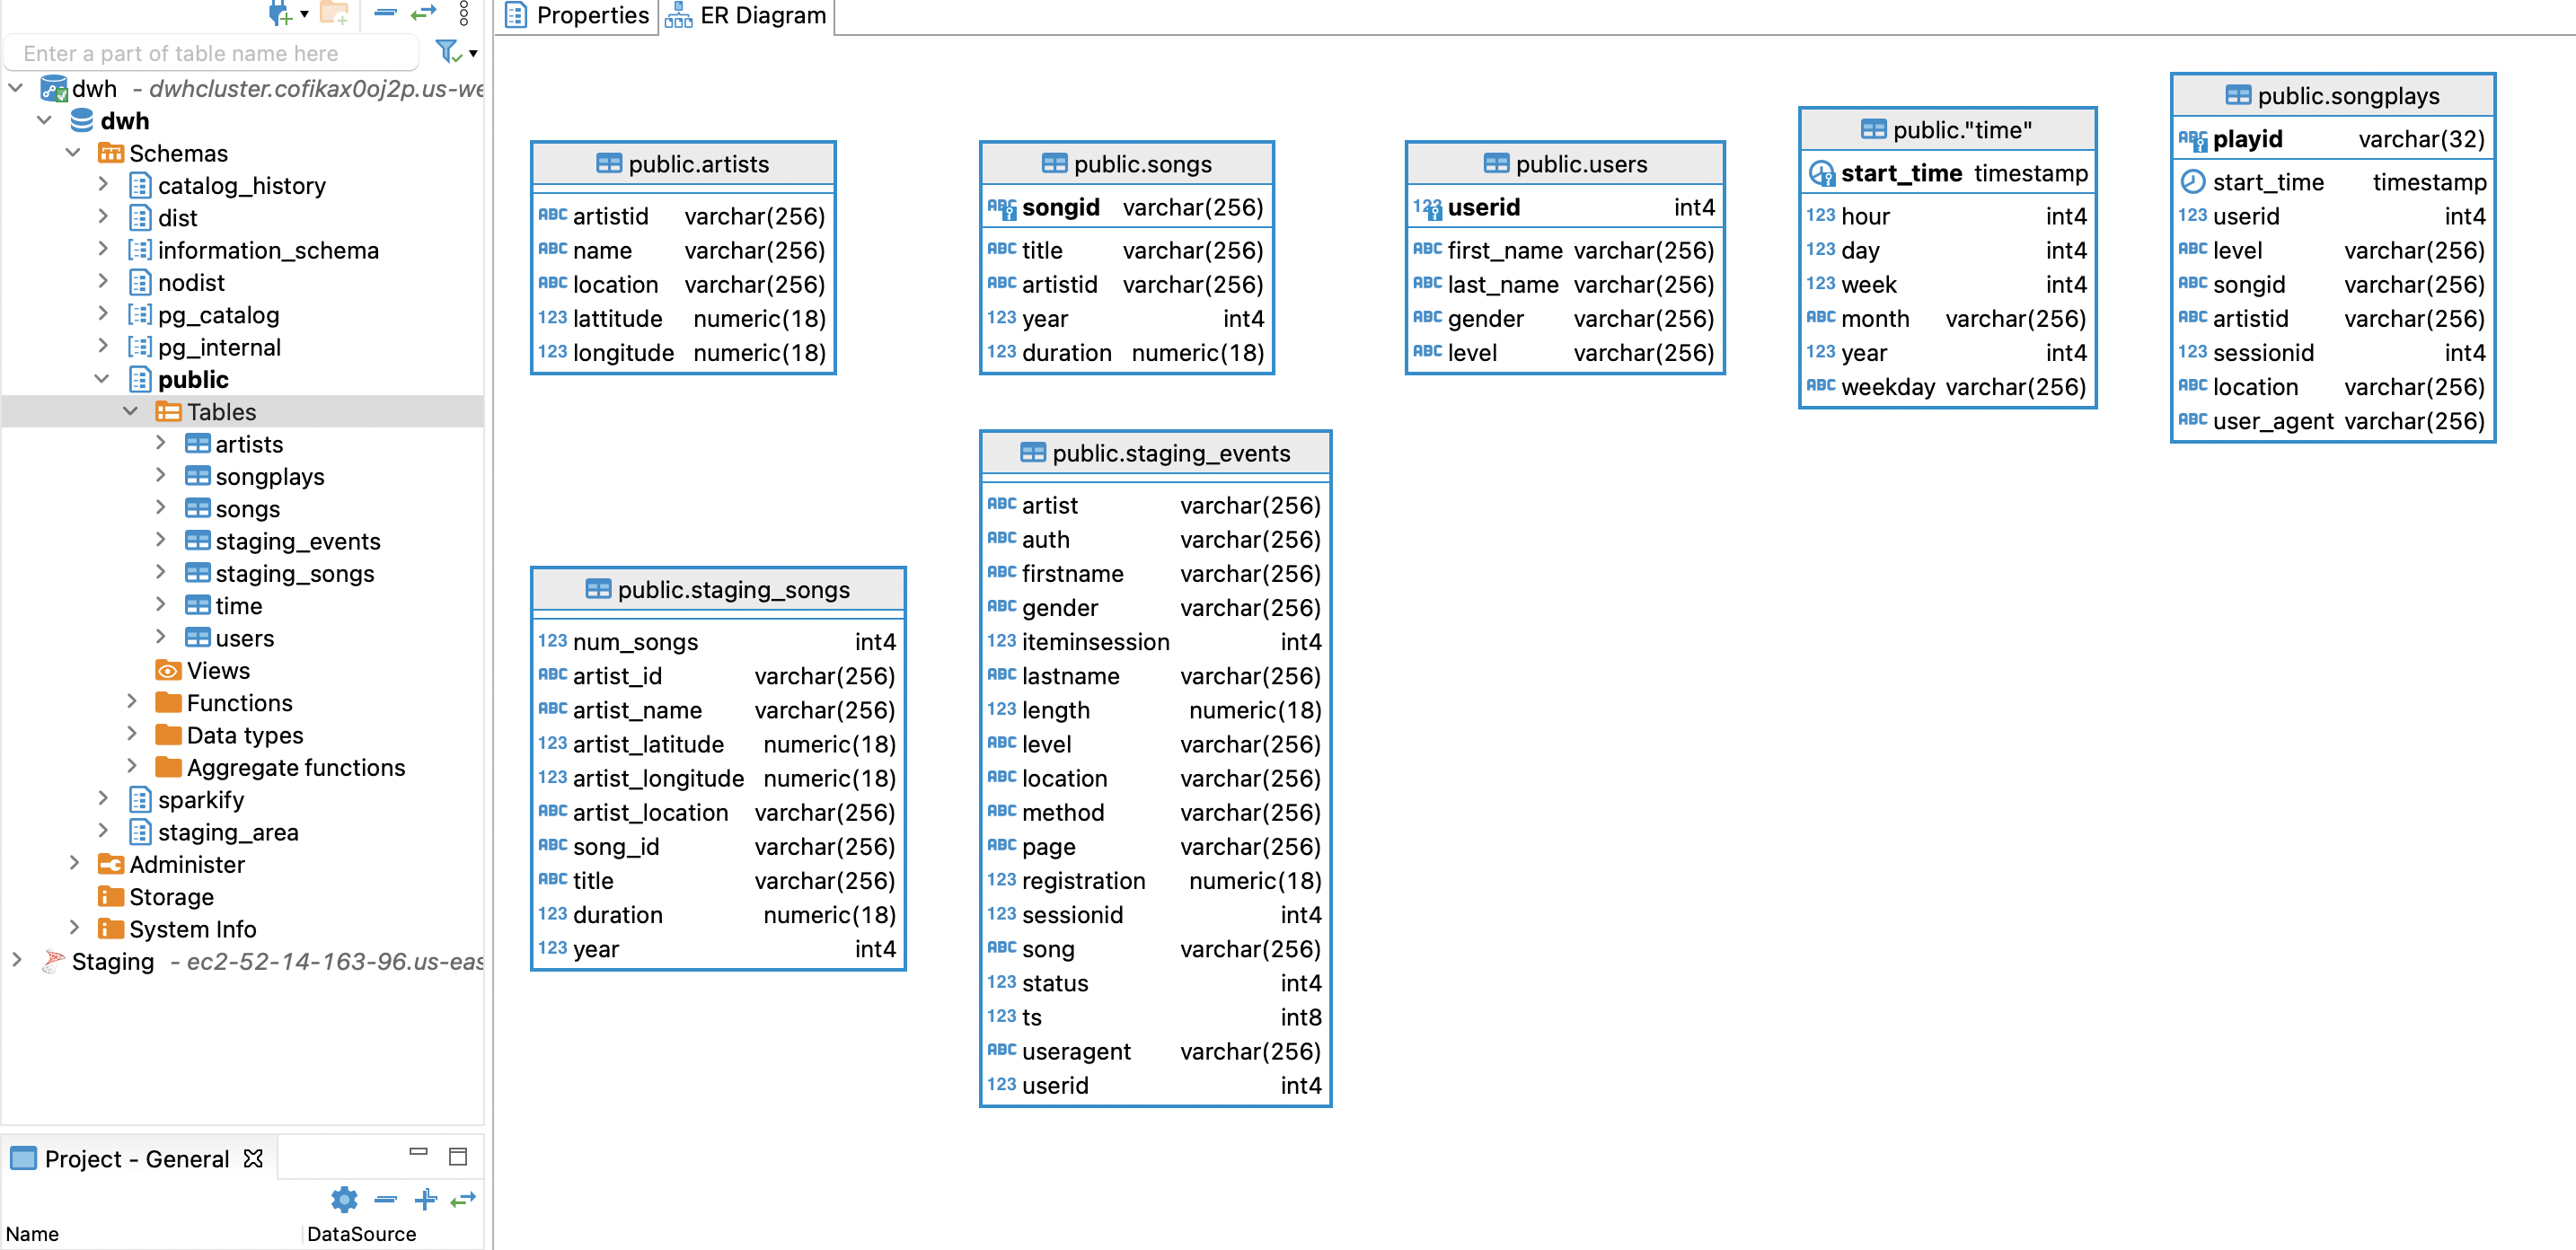 Enter a part of table name here
dwh - dwhcluster.cofikax0oj2p.us-we
dwh
Schemas
catalog_history
dist
information_schema
nodist
pg_catalog
pg_internal
public
Tables
artists
songplays
songs
staging_events
staging_songs
time
users
Views
Functions
Data types
Aggregate functions
sparkify
staging_area
Administer
Storage
System Info
Staging - ec2-52-14-163-96.us-eas
Project - General
Name DataSource
Properties ER Diagram
public.artists
ABC artistid varchar(256)
ABC name varchar(256)
ABC location varchar(256)
123 lattitude numeric(18)
123 longitude numeric(18)
public.songs
ABC songid varchar(256)
ABC title varchar(256)
ABC artistid varchar(256)
123 year int4
123 duration numeric(18)
public.users
123 userid int4
ABC first_name varchar(256)
ABC last_name varchar(256)
ABC gender varchar(256)
ABC level varchar(256)
public."time"
start_time timestamp
123 hour int4
123 day int4
123 week int4
ABC month varchar(256)
123 year int4
ABC weekday varchar(256)
public.songplays
ABC playid varchar(32)
start_time timestamp
123 userid int4
ABC level varchar(256)
ABC songid varchar(256)
ABC artistid varchar(256)
123 sessionid int4
ABC location varchar(256)
ABC user_agent varchar(256)
public.staging_songs
123 num_songs int4
ABC artist_id varchar(256)
ABC artist_name varchar(256)
123 artist_latitude numeric(18)
123 artist_longitude numeric(18)
ABC artist_location varchar(256)
ABC song_id varchar(256)
ABC title varchar(256)
123 duration numeric(18)
123 year int4
public.staging_events
ABC artist varchar(256)
ABC auth varchar(256)
ABC firstname varchar(256)
ABC gender varchar(256)
123 iteminsession int4
ABC lastname varchar(256)
123 length numeric(18)
ABC level varchar(256)
ABC location varchar(256)
ABC method varchar(256)
ABC page varchar(256)
123 registration numeric(18)
123 sessionid int4
ABC song varchar(256)
123 status int4
123 ts int8
ABC useragent varchar(256)
123 userid int4